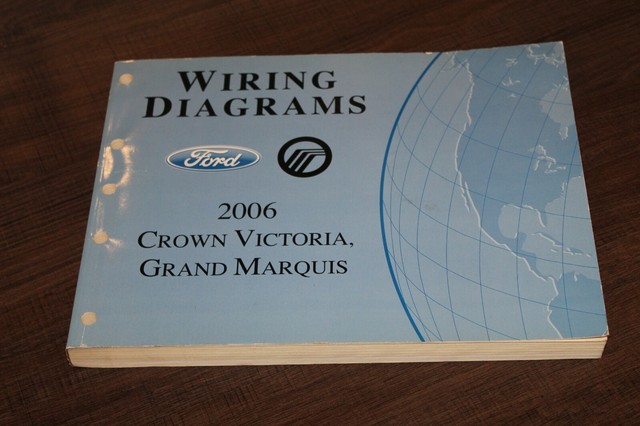 WIRING
DIAGRAMS
Ford
2006
CROWN VICTORIA,
GRAND MARQUIS